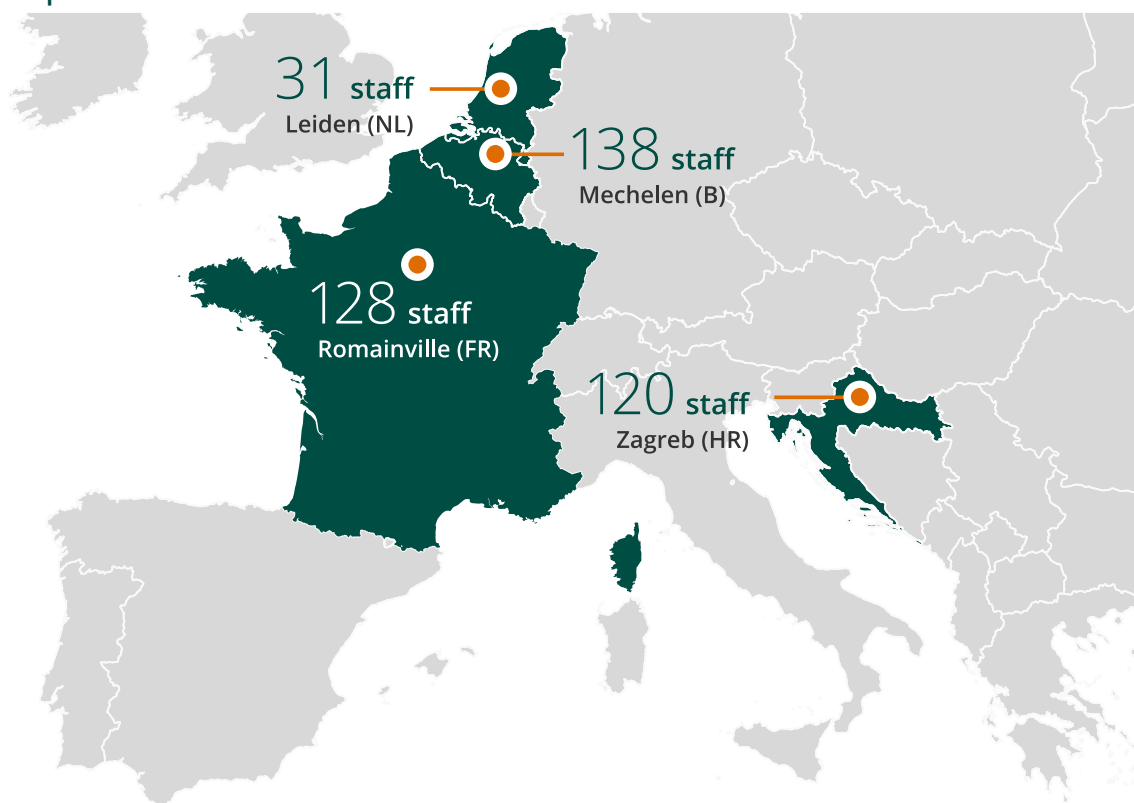 31 staff
Leiden (NL)
138 staff
Mechelen (B)
128 staff
Romainville (FR)
120 staff
Zagreb (HR)